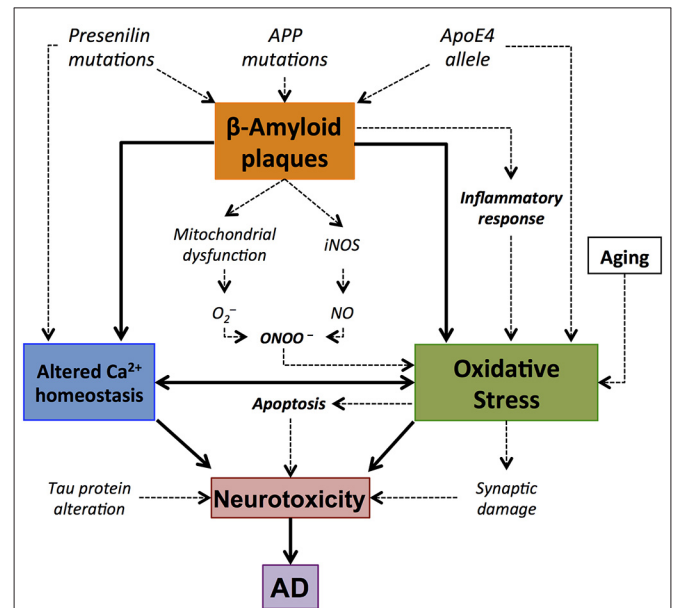 Presenilin
mutations
APP
mutations
ApoE4
allele
β-Amyloid
plaques
Inflammatory
response
Mitochondrial
dysfunction
iNOS
Aging
O₂⁻
NO
ONOO⁻
Altered Ca²⁺
homeostasis
Oxidative
Stress
Apoptosis
Tau protein
alteration
Neurotoxicity
Synaptic
damage
AD